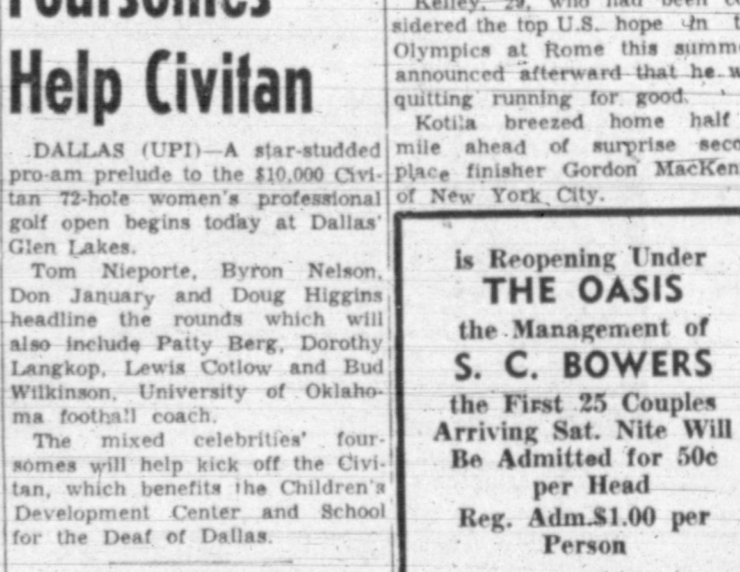 Foursomes
Help Civitan
DALLAS (UPI)—A star-studded
pro-am prelude to the $10,000 Civi-
tan 72-hole women's professional
golf open begins today at Dallas'
Glen Lakes.
Tom Nieporte, Byron Nelson,
Don January and Doug Higgins
headline the rounds which will
also include Patty Berg, Dorothy
Langkop, Lewis Cotlow and Bud
Wilkinson, University of Oklaho-
ma football coach.
The mixed celebrities' four-
somes will help kick off the Civi-
tan, which benefits the Children's
Development Center and School
for the Deaf of Dallas.
Kelley, 29, who had been
sidered the top U.S. hope in
Olympics at Rome this
announced afterward that he
quitting running for good.
Kotila breezed home half
mile ahead of surprise
place finisher Gordon MacKen
of New York City.
is Reopening Under
THE OASIS
the Management of
S. C. BOWERS
the First 25 Couples
Arriving Sat. Nite Will
Be Admitted for 50c
per Head
Reg. Adm.$1.00 per
Person